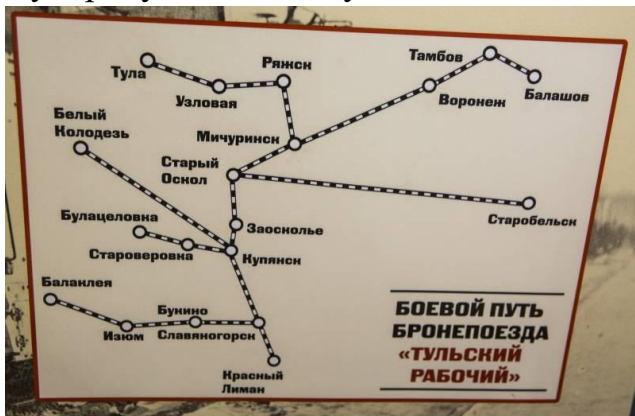 Тула
Узловая
Ряжск
Тамбов
Воронеж
Балашов
Белый
Колодезь
Мичуринск
Старый
Оскол
Старобельск
Булацеловка
Заосколье
Староверовка
Купянск
Балаклея
Букино
Изюм
Славяногорск
Красный
Лиман
БОЕВОЙ ПУТЬ
БРОНЕПОЕЗДА
«ТУЛЬСКИЙ
РАБОЧИЙ»